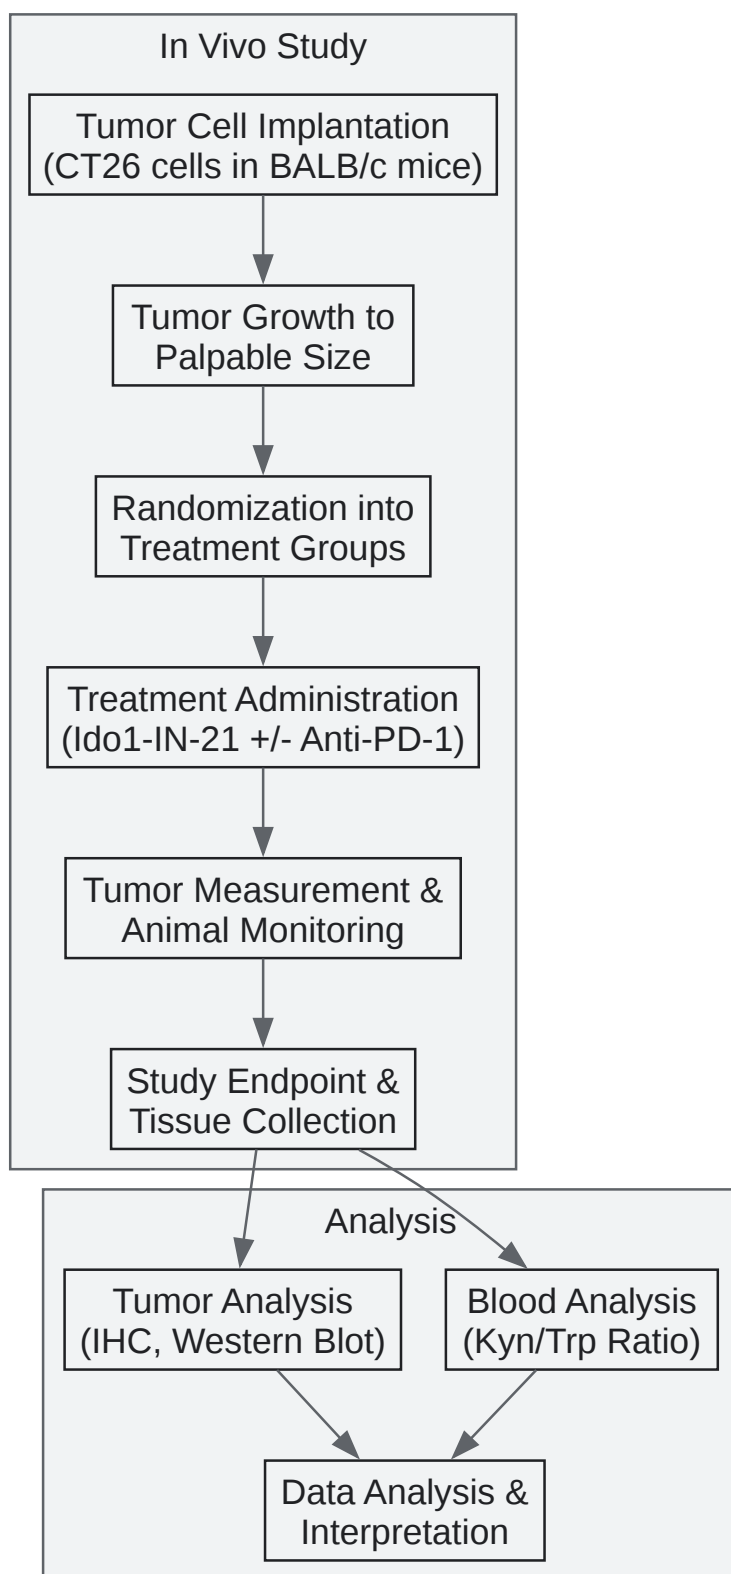 In Vivo Study
Tumor Cell Implantation
(CT26 cells in BALB/c mice)
Tumor Growth to
Palpable Size
Randomization into
Treatment Groups
Treatment Administration
(Ido1-IN-21 +/- Anti-PD-1)
Tumor Measurement &
Animal Monitoring
Study Endpoint &
Tissue Collection
Analysis
Tumor Analysis
(IHC, Western Blot)
Blood Analysis
(Kyn/Trp Ratio)
Data Analysis &
Interpretation